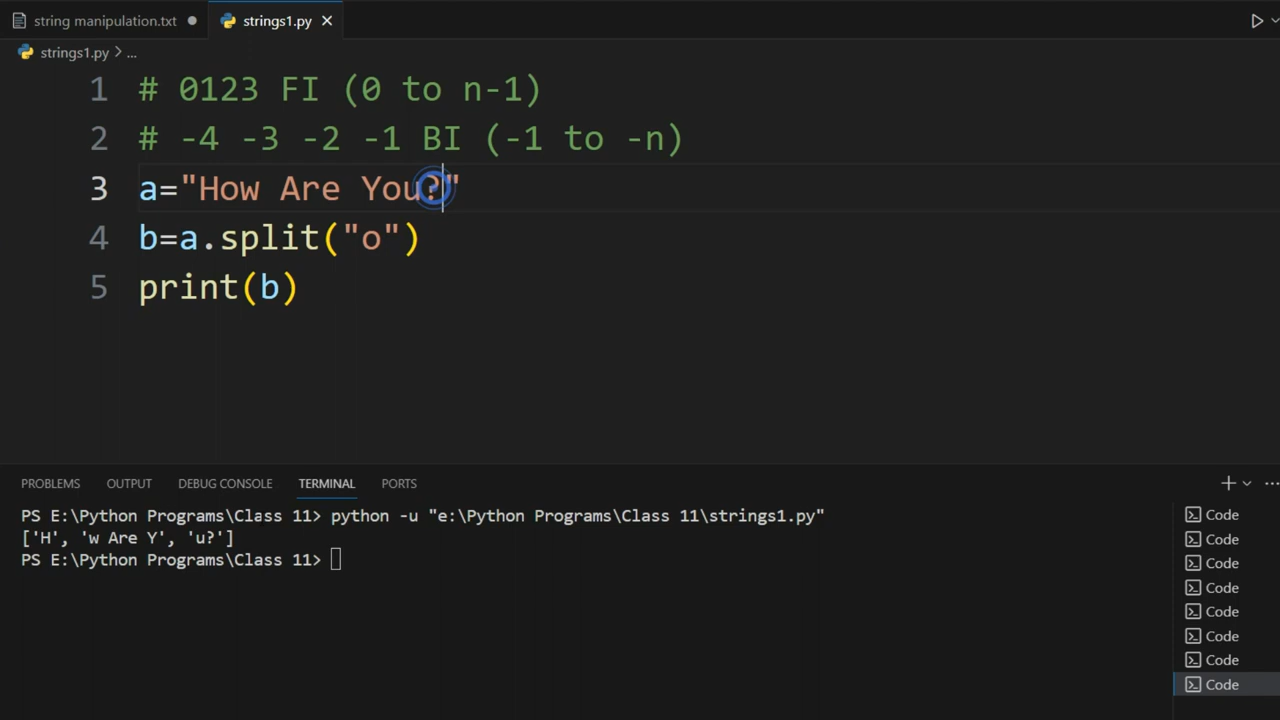 string manipulation.txt
strings1.py
strings1.py > ...
1 # 0123 FI (0 to n-1)
2 # -4 -3 -2 -1 BI (-1 to -n)
3 a="How Are You?"
4 b=a.split("o")
5 print(b)
PROBLEMS OUTPUT DEBUG CONSOLE TERMINAL PORTS
PS E:\Python Programs\Class 11> python -u "e:\Python Programs\Class 11\strings1.py"
['H', 'w Are Y', 'u?']
PS E:\Python Programs\Class 11>
Code
Code
Code
Code
Code
Code
Code
Code